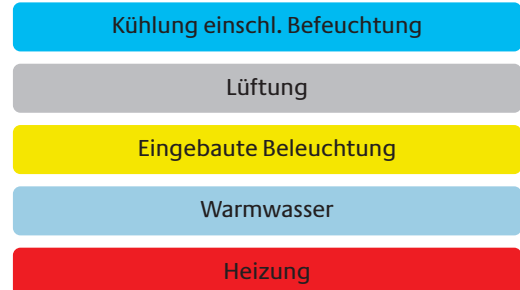 Kühlung einschl. Befeuchtung
Lüftung
Eingebaute Beleuchtung
Warmwasser
Heizung